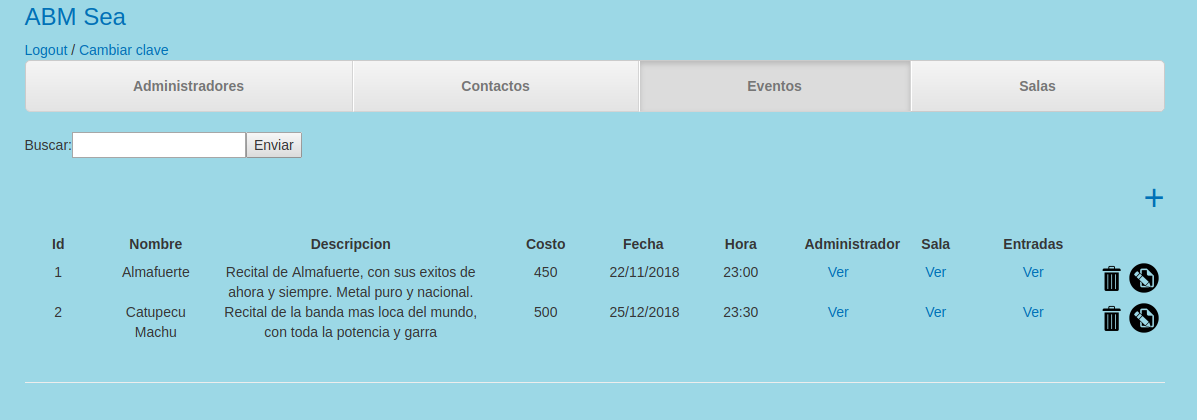 ABM Sea
Logout / Cambiar clave
Administradores Contactos Eventos Salas
Buscar: Enviar
+
Id Nombre Descripcion Costo Fecha Hora Administrador Sala Entradas
1 Almafuerte Recital de Almafuerte, con sus exitos de 450 22/11/2018 23:00 Ver Ver Ver
ahora y siempre. Metal puro y nacional.
2 Catupecu Recital de la banda mas loca del mundo, 500 25/12/2018 23:30 Ver Ver Ver
Machu con toda la potencia y garra